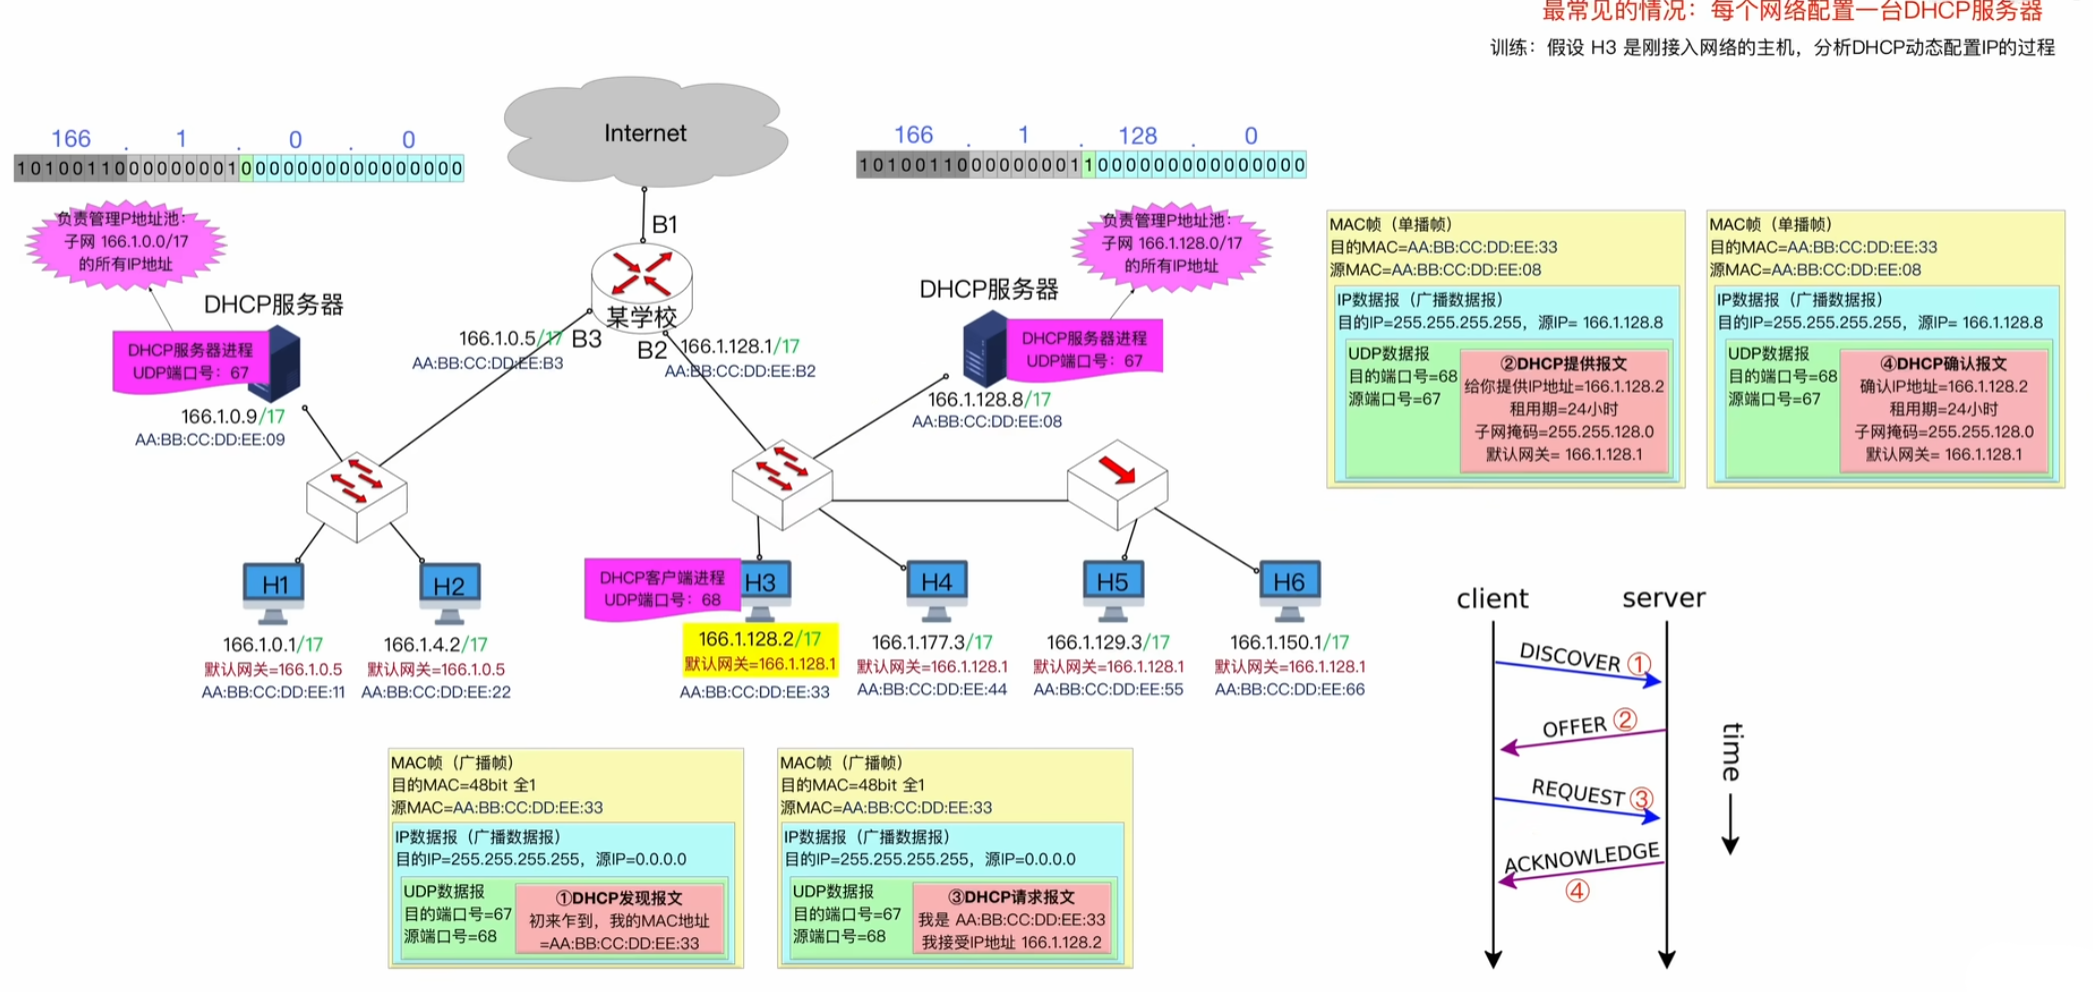 最常见的情况：每个网络配置一台DHCP服务器
训练：假设 H3 是刚接入网络的主机，分析DHCP动态配置IP的过程
Internet
166 . 1 . 0 . 0
10100110000000010000000000000000
166 . 1 . 128 . 0
10100110000000011000000000000000
负责管理P地址池：
子网 166.1.0.0/17
的所有IP地址
DHCP服务器
DHCP服务器进程
UDP端口号：67
166.1.0.9/17
AA:BB:CC:DD:EE:09
B1
某学校
B3
B2
166.1.0.5/17
AA:BB:CC:DD:EE:B3
166.1.128.1/17
AA:BB:CC:DD:EE:B2
负责管理P地址池：
子网 166.1.128.0/17
的所有IP地址
DHCP服务器
DHCP服务器进程
UDP端口号：67
166.1.128.8/17
AA:BB:CC:DD:EE:08
H1
166.1.0.1/17
默认网关=166.1.0.5
AA:BB:CC:DD:EE:11
H2
166.1.4.2/17
默认网关=166.1.0.5
AA:BB:CC:DD:EE:22
DHCP客户端进程
UDP端口号：68
H3
166.1.128.2/17
默认网关=166.1.128.1
AA:BB:CC:DD:EE:33
H4
166.1.177.3/17
默认网关=166.1.128.1
AA:BB:CC:DD:EE:44
H5
166.1.129.3/17
默认网关=166.1.128.1
AA:BB:CC:DD:EE:55
H6
166.1.150.1/17
默认网关=166.1.128.1
AA:BB:CC:DD:EE:66
MAC帧（单播帧）
目的MAC=AA:BB:CC:DD:EE:33
源MAC=AA:BB:CC:DD:EE:08
IP数据报（广播数据报）
目的IP=255.255.255.255，源IP= 166.1.128.8
UDP数据报
目的端口号=68
源端口号=67
②DHCP提供报文
给你提供IP地址=166.1.128.2
租用期=24小时
子网掩码=255.255.128.0
默认网关= 166.1.128.1
MAC帧（单播帧）
目的MAC=AA:BB:CC:DD:EE:33
源MAC=AA:BB:CC:DD:EE:08
IP数据报（广播数据报）
目的IP=255.255.255.255，源IP= 166.1.128.8
UDP数据报
目的端口号=68
源端口号=67
④DHCP确认报文
确认IP地址=166.1.128.2
租用期=24小时
子网掩码=255.255.128.0
默认网关= 166.1.128.1
MAC帧（广播帧）
目的MAC=48bit 全1
源MAC=AA:BB:CC:DD:EE:33
IP数据报（广播数据报）
目的IP=255.255.255.255，源IP=0.0.0.0
UDP数据报
目的端口号=67
源端口号=68
①DHCP发现报文
初来乍到，我的MAC地址
=AA:BB:CC:DD:EE:33
MAC帧（广播帧）
目的MAC=48bit 全1
源MAC=AA:BB:CC:DD:EE:33
IP数据报（广播数据报）
目的IP=255.255.255.255，源IP=0.0.0.0
UDP数据报
目的端口号=67
源端口号=68
③DHCP请求报文
我是 AA:BB:CC:DD:EE:33
我接受IP地址 166.1.128.2
client
server
DISCOVER ①
OFFER ②
REQUEST ③
ACKNOWLEDGE
④
time